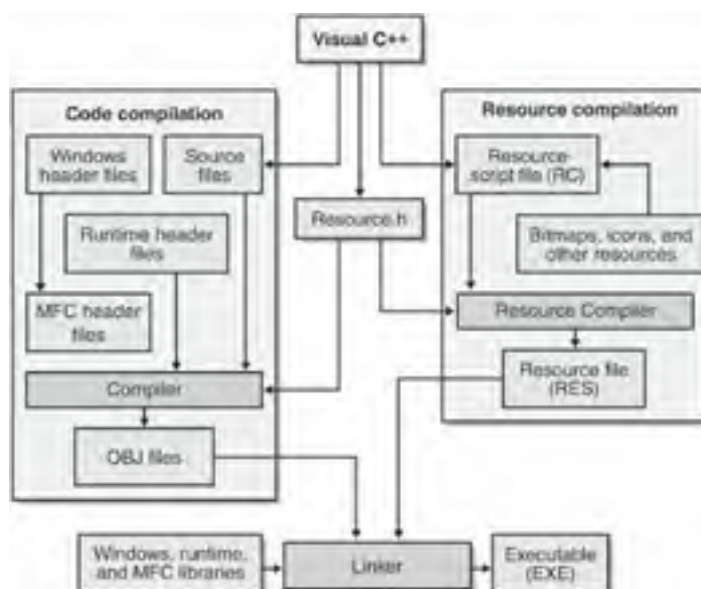 Visual C++
Code compilation
Windows
header files
Source
files
Runtime header
files
MFC header
files
Compiler
OBJ files
Resource.h
Resource compilation
Resource-
script file (RC)
Bitmaps, icons, and
other resources
Resource Compiler
Resource file
(RES)
Windows, runtime,
and MFC libraries
Linker
Executable
(EXE)